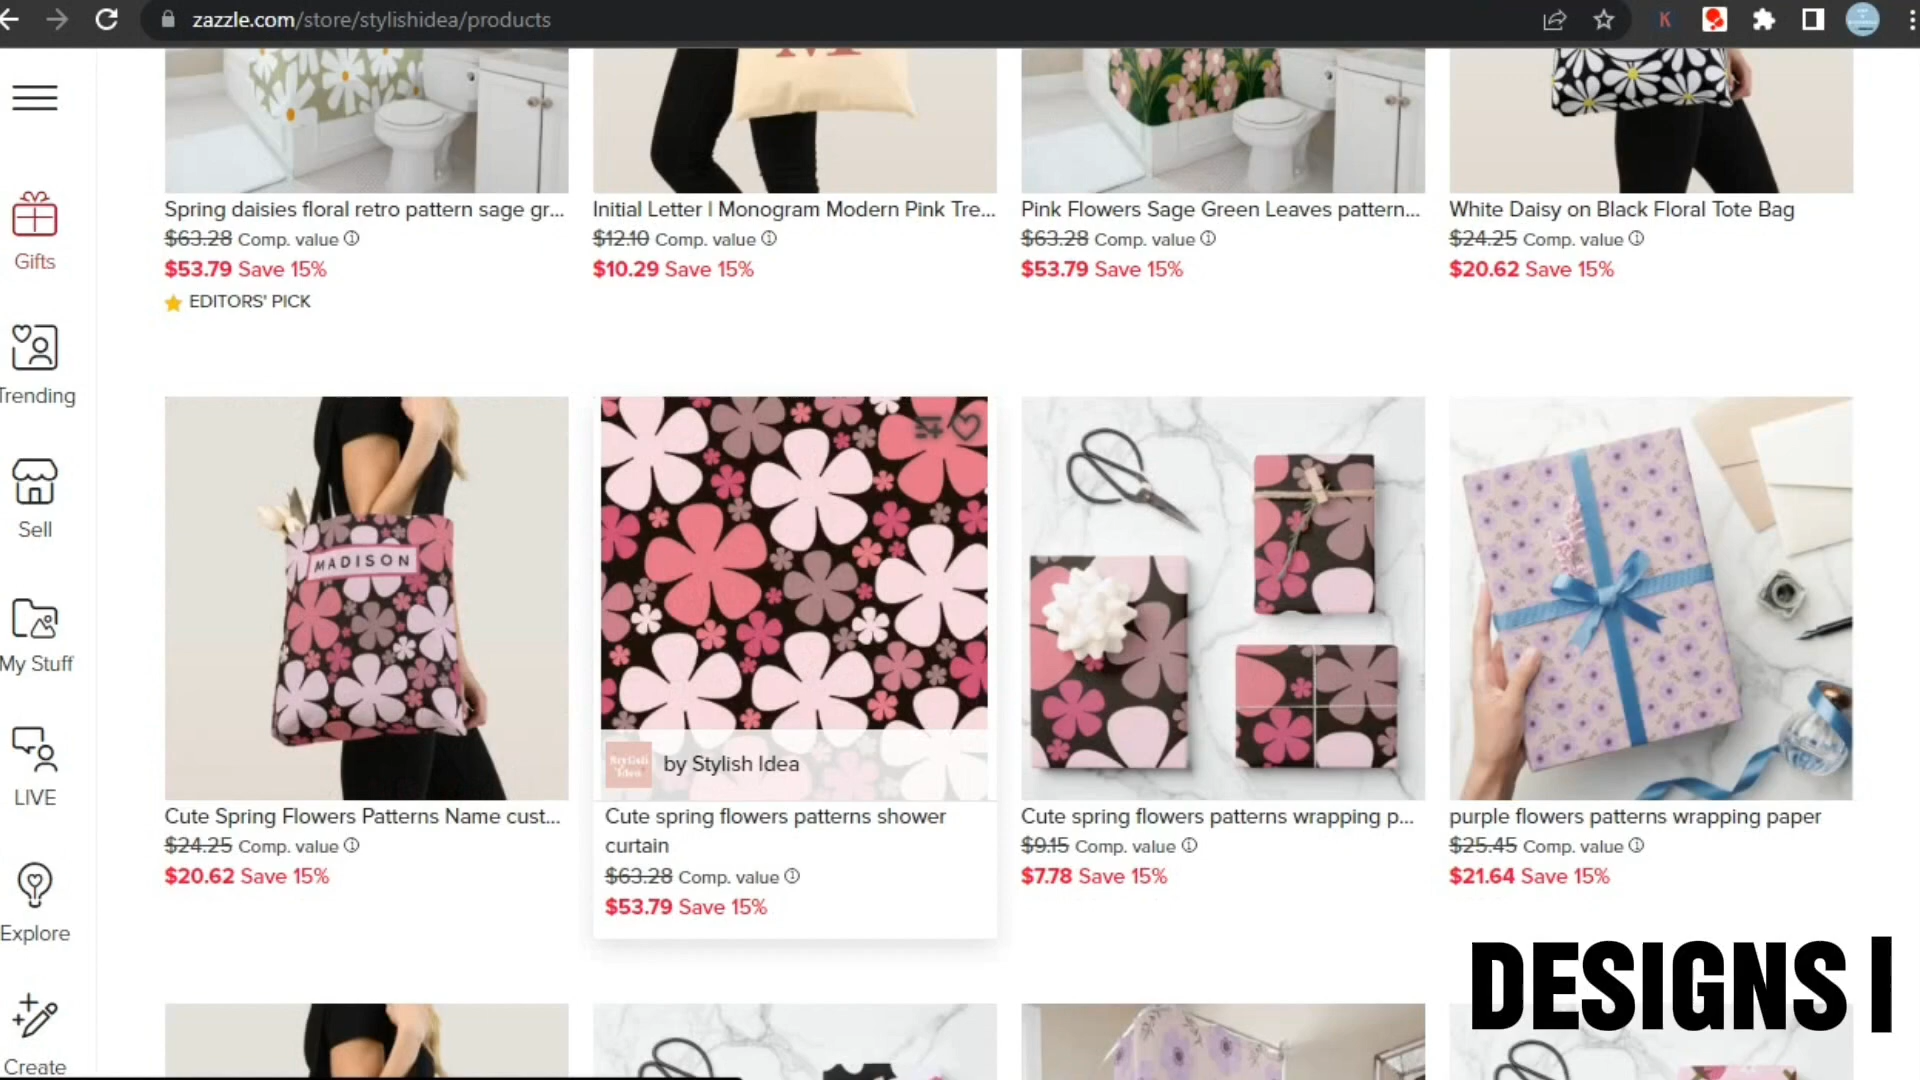 zazzle.com/store/stylishidea/products
K
M
Gifts
Trending
Sell
My Stuff
LIVE
Explore
Create
Spring daisies floral retro pattern sage gr...
$63.28 Comp. value
$53.79 Save 15%
EDITORS' PICK
Initial Letter | Monogram Modern Pink Tre...
$12.10 Comp. value
$10.29 Save 15%
Pink Flowers Sage Green Leaves pattern...
$63.28 Comp. value
$53.79 Save 15%
White Daisy on Black Floral Tote Bag
$24.25 Comp. value
$20.62 Save 15%
MADISON
Cute Spring Flowers Patterns Name cust...
$24.25 Comp. value
$20.62 Save 15%
Stylish
Idea
by Stylish Idea
Cute spring flowers patterns shower
curtain
$63.28 Comp. value
$53.79 Save 15%
Cute spring flowers patterns wrapping p...
$9.15 Comp. value
$7.78 Save 15%
purple flowers patterns wrapping paper
$25.45 Comp. value
$21.64 Save 15%
DESIGNS|